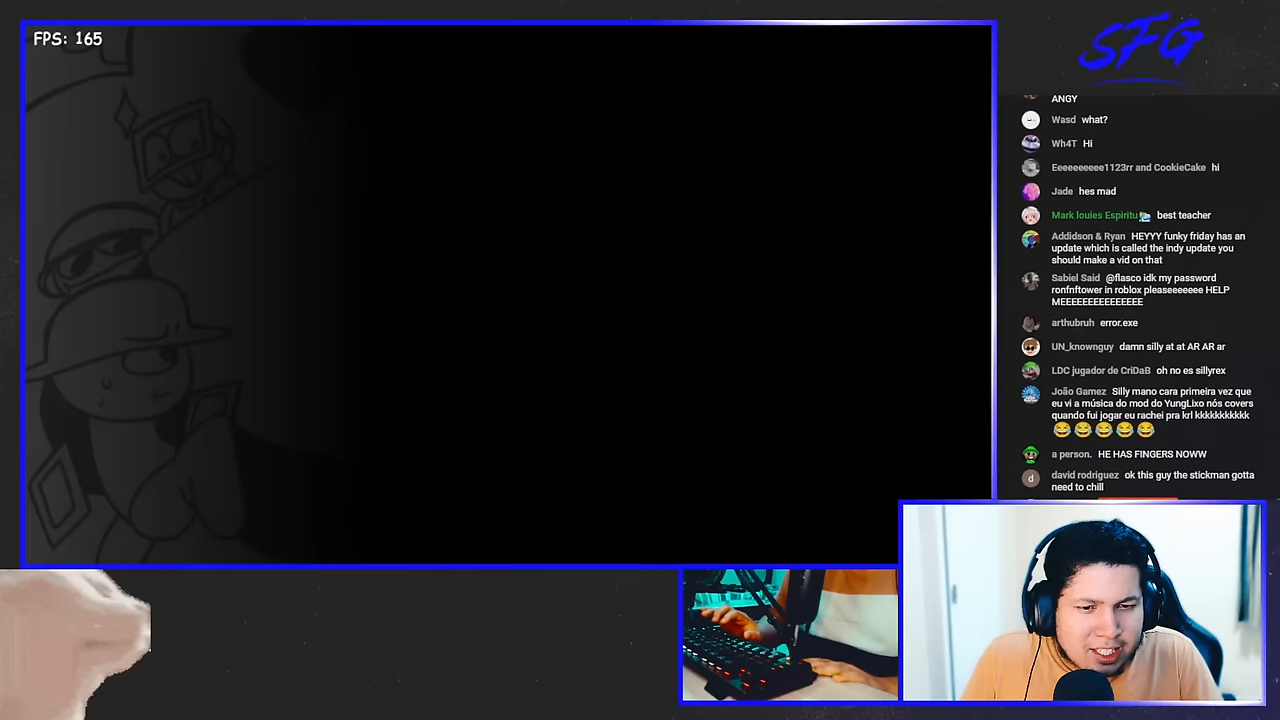 FPS: 165
SFG
ANGY
Wasd what?
Wh4T Hi
Eeeeeeeeee1123rr and CookieCake hi
Jade hes mad
Mark louies Espiritu best teacher
Addidson & Ryan HEYYY funky friday has an
update which is called the indy update you
should make a vid on that
Sabiel Said @flasco idk my password
ronfnftower in roblox pleaseeeeeee HELP
MEEEEEEEEEEEEEEE
arthubruh error.exe
UN_knownguy damn silly at at AR AR ar
LDC jugador de CriDaB oh no es sillyrex
João Gamez Silly mano cara primeira vez que
eu vi a música do mod do YungLixo nós covers
quando fui jogar eu rachei pra krl kkkkkkkkkkk
😂😂😂😂😂
a person. HE HAS FINGERS NOWW
d david rodriguez ok this guy the stickman gotta
need to chill